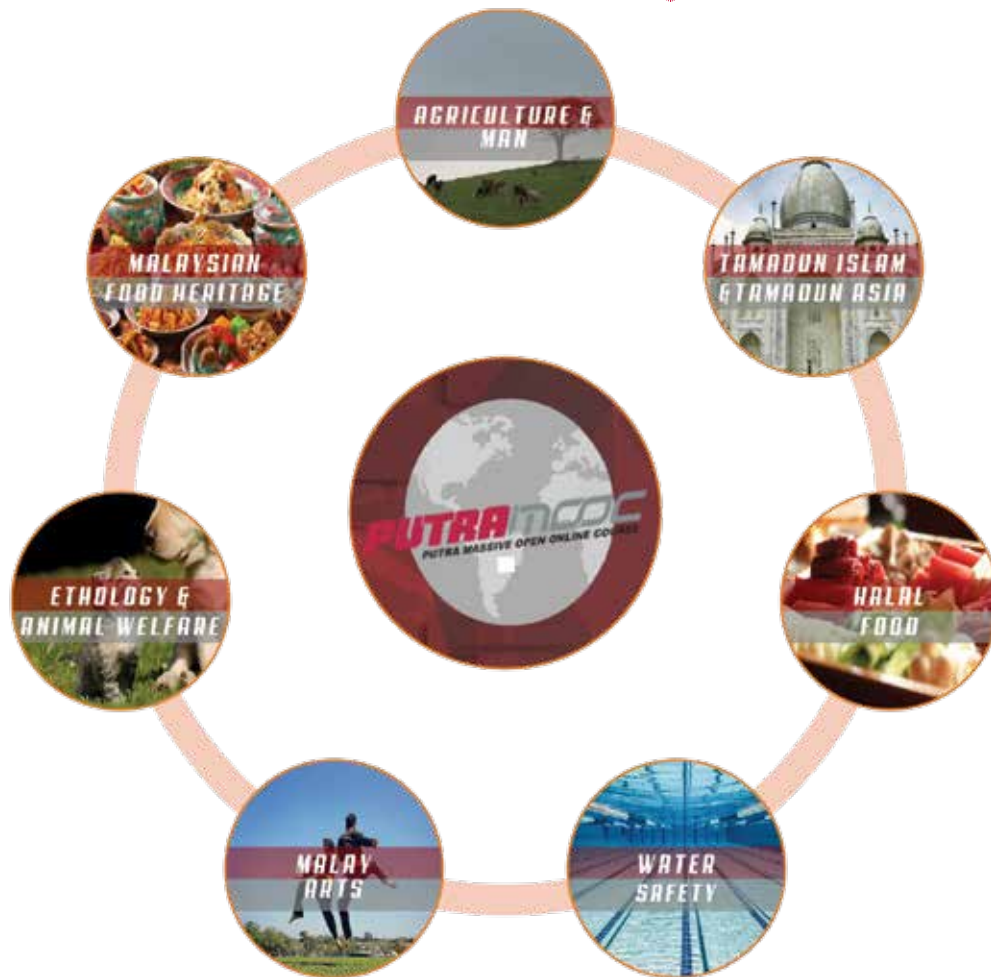 AGRICULTURE &
MAN
MALAYSIAN
FOOD HERITAGE
TAMADUN ISLAM
&TAMADUN ASIA
PUTRAMOOC
PUTRA MASSIVE OPEN ONLINE COURSE
ETHOLOGY &
ANIMAL WELFARE
HALAL
FOOD
MALAY
ARTS
WATER
SAFETY